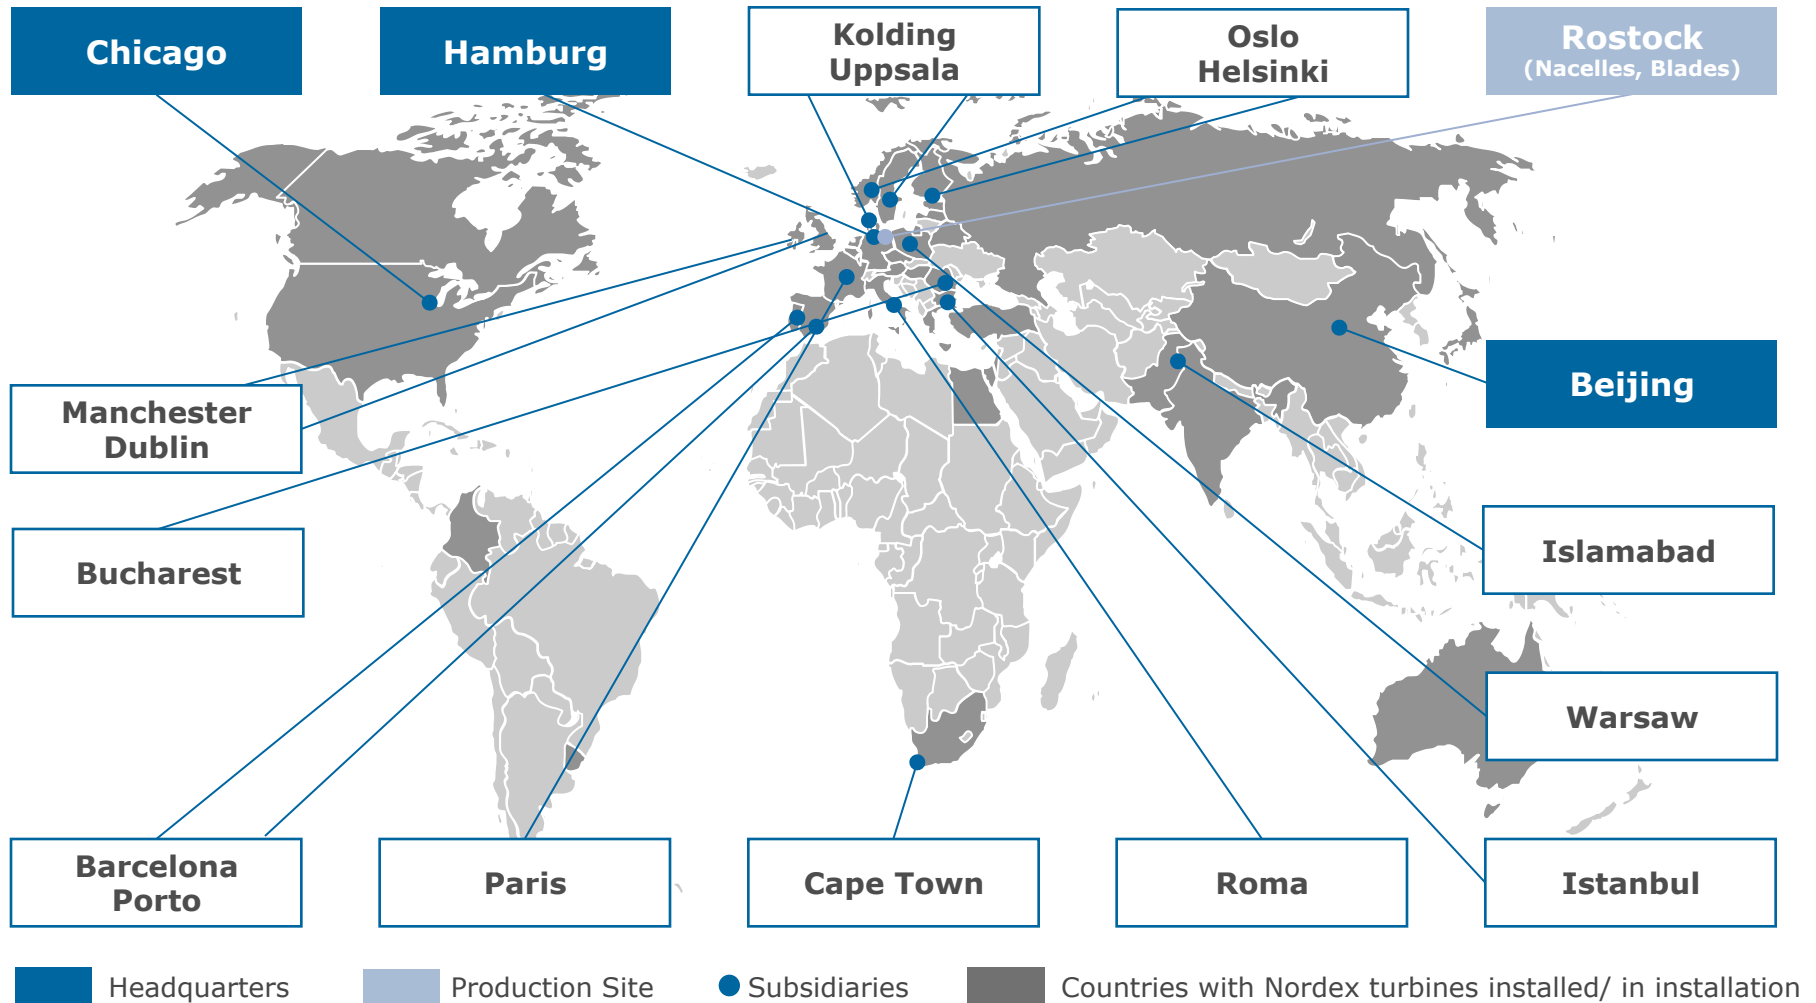 Chicago
Hamburg
Kolding
Uppsala
Oslo
Helsinki
Rostock
(Nacelles, Blades)
Manchester
Dublin
Beijing
Bucharest
Islamabad
Warsaw
Barcelona
Porto
Paris
Cape Town
Roma
Istanbul
Headquarters
Production Site
Subsidiaries
Countries with Nordex turbines installed/ in installation